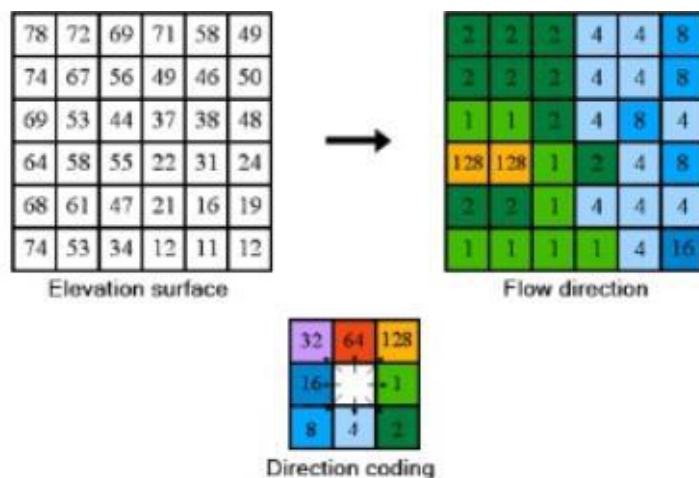 78 72 69 71 58 49 2 2 2 4 4 8
74 67 56 49 46 50 2 2 2 4 4 8
69 53 44 37 38 48 1 1 2 4 8 4
64 58 55 22 31 24 128 128 1 2 4 8
68 61 47 21 16 19 2 2 1 4 4 4
74 53 34 12 11 12 1 1 1 1 4 16
Elevation surface Flow direction
32 64 128
16 1
8 4 2
Direction coding